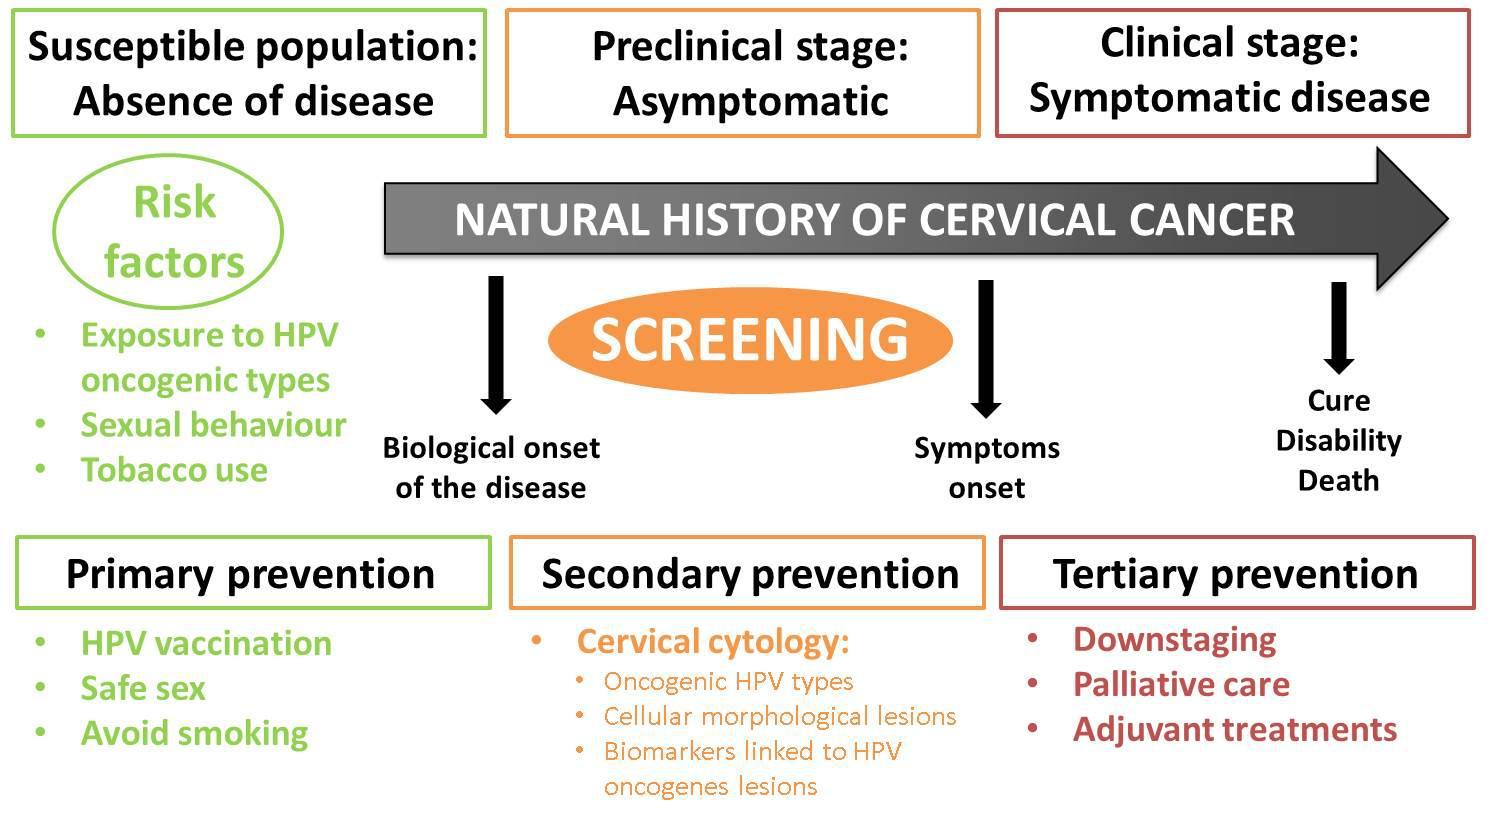 Susceptible population:
Absence of disease
Preclinical stage:
Asymptomatic
Clinical stage:
Symptomatic disease
Risk
factors
NATURAL HISTORY OF CERVICAL CANCER
SCREENING
• Exposure to HPV
oncogenic types
• Sexual behaviour
• Tobacco use
Biological onset
of the disease
Symptoms
onset
Cure
Disability
Death
Primary prevention
• HPV vaccination
• Safe sex
• Avoid smoking
Secondary prevention
• Cervical cytology:
• Oncogenic HPV types
• Cellular morphological lesions
• Biomarkers linked to HPV
oncogenes lesions
Tertiary prevention
• Downstaging
• Palliative care
• Adjuvant treatments